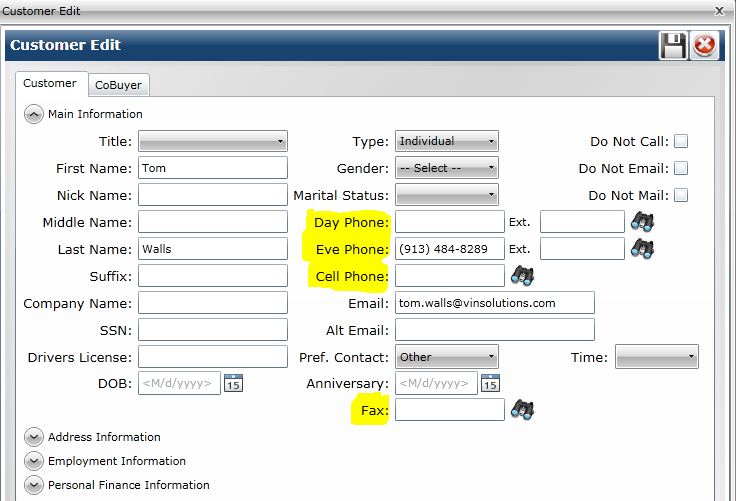 Customer Edit
Customer Edit
Customer CoBuyer
Main Information
Title: Type: Individual Do Not Call:
First Name: Tom Gender: -- Select -- Do Not Email:
Nick Name: Marital Status: Do Not Mail:
Middle Name: Day Phone: Ext.
Last Name: Walls Eve Phone: (913) 484-8289 Ext.
Suffix: Cell Phone:
Company Name: Email: tom.walls@vinsolutions.com
SSN: Alt Email:
Drivers License: Pref. Contact: Other Time:
DOB: <M/d/yyyy> 15 Anniversary: <M/d/yyyy> 15
Fax:
Address Information
Employment Information
Personal Finance Information